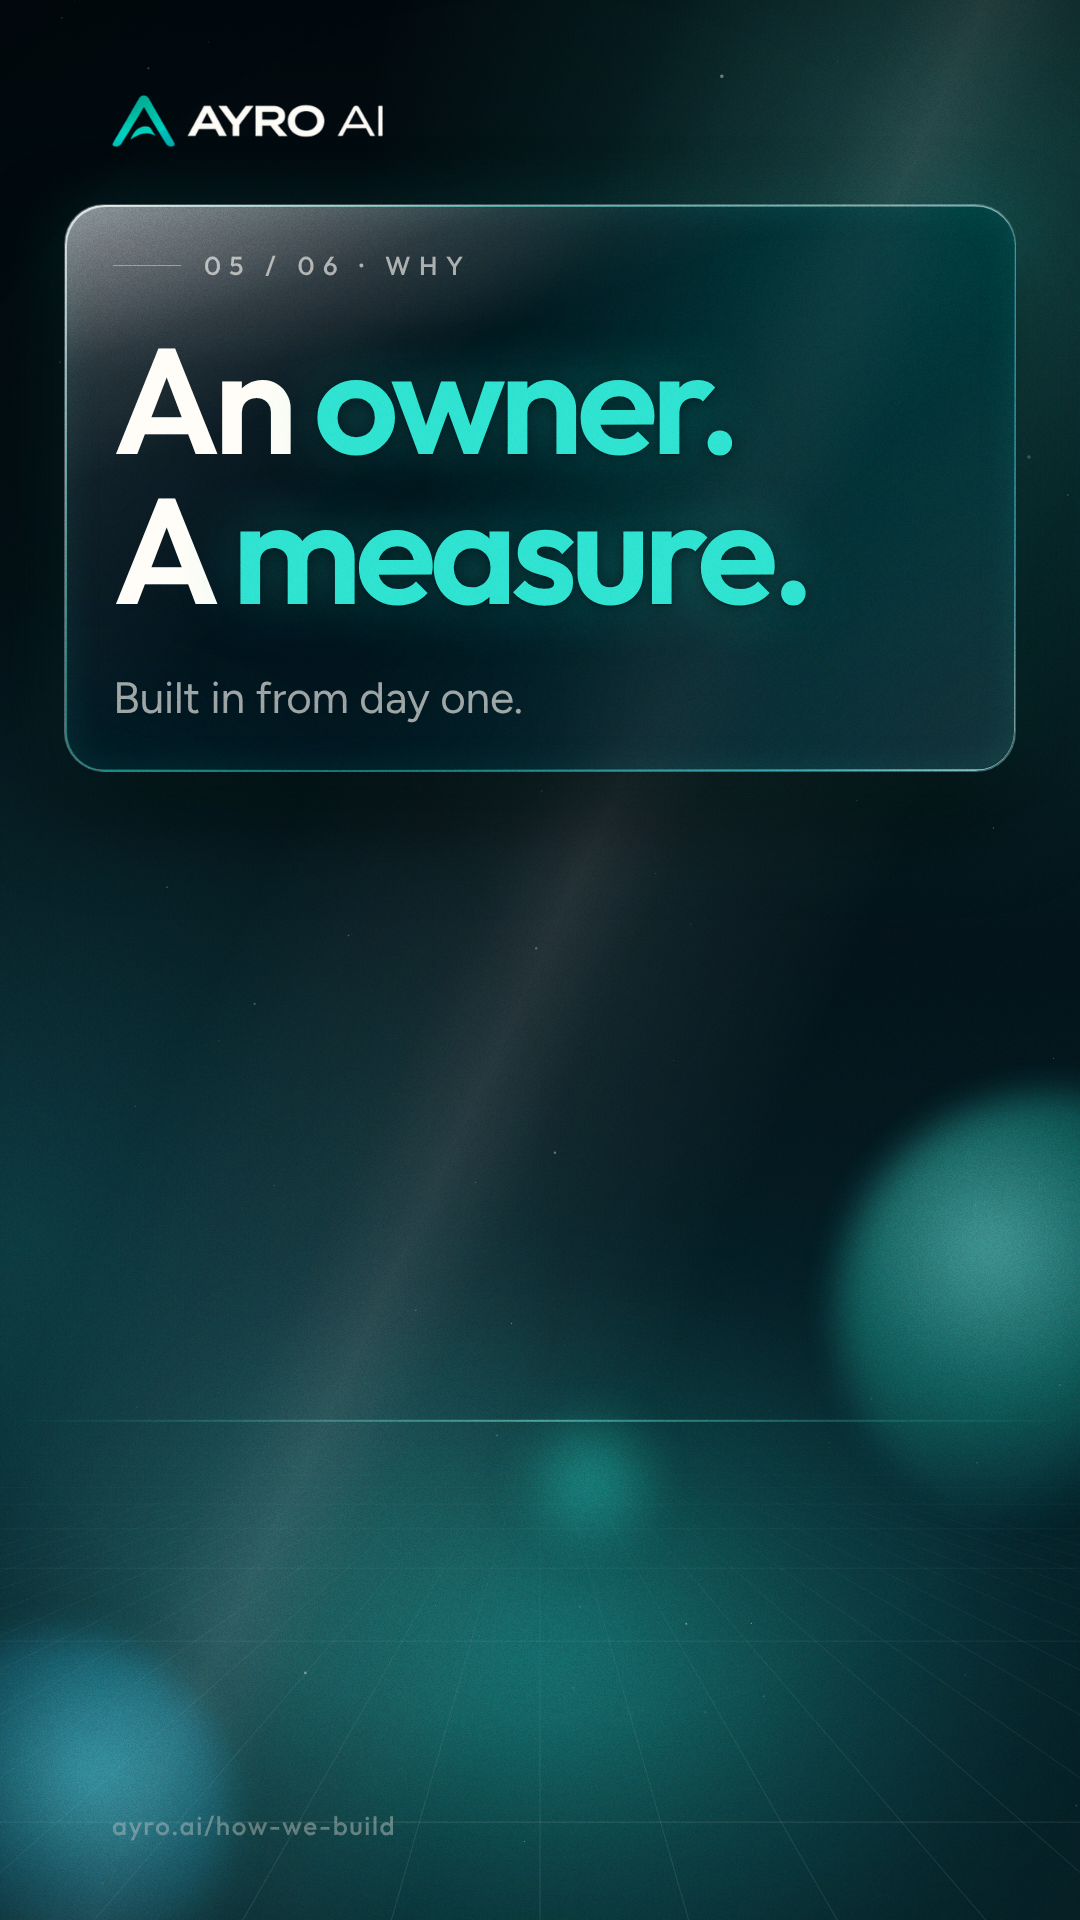 AYRO AI
05 / 06 · WHY
An owner.
A measure.
Built in from day one.
ayro.ai/how-we-build